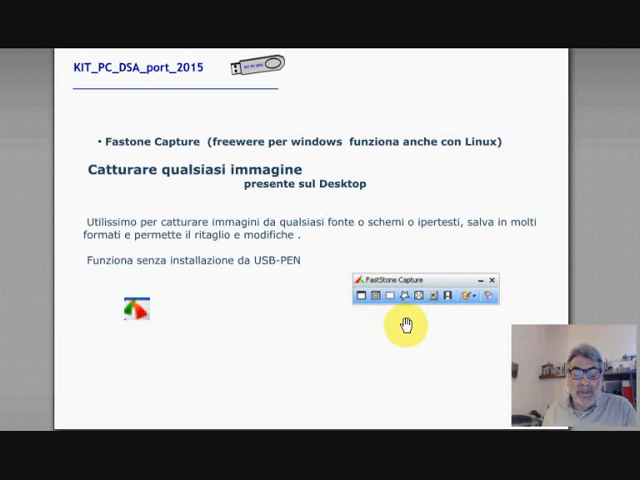 KIT_PC_DSA_port_2015
• Fastone Capture (freewere per windows funziona anche con Linux)
Catturare qualsiasi immagine
presente sul Desktop
Utilissimo per catturare immagini da qualsiasi fonte o schemi o ipertesti, salva in molti
formati e permette il ritaglio e modifiche .
Funziona senza installazione da USB-PEN
FastStone Capture